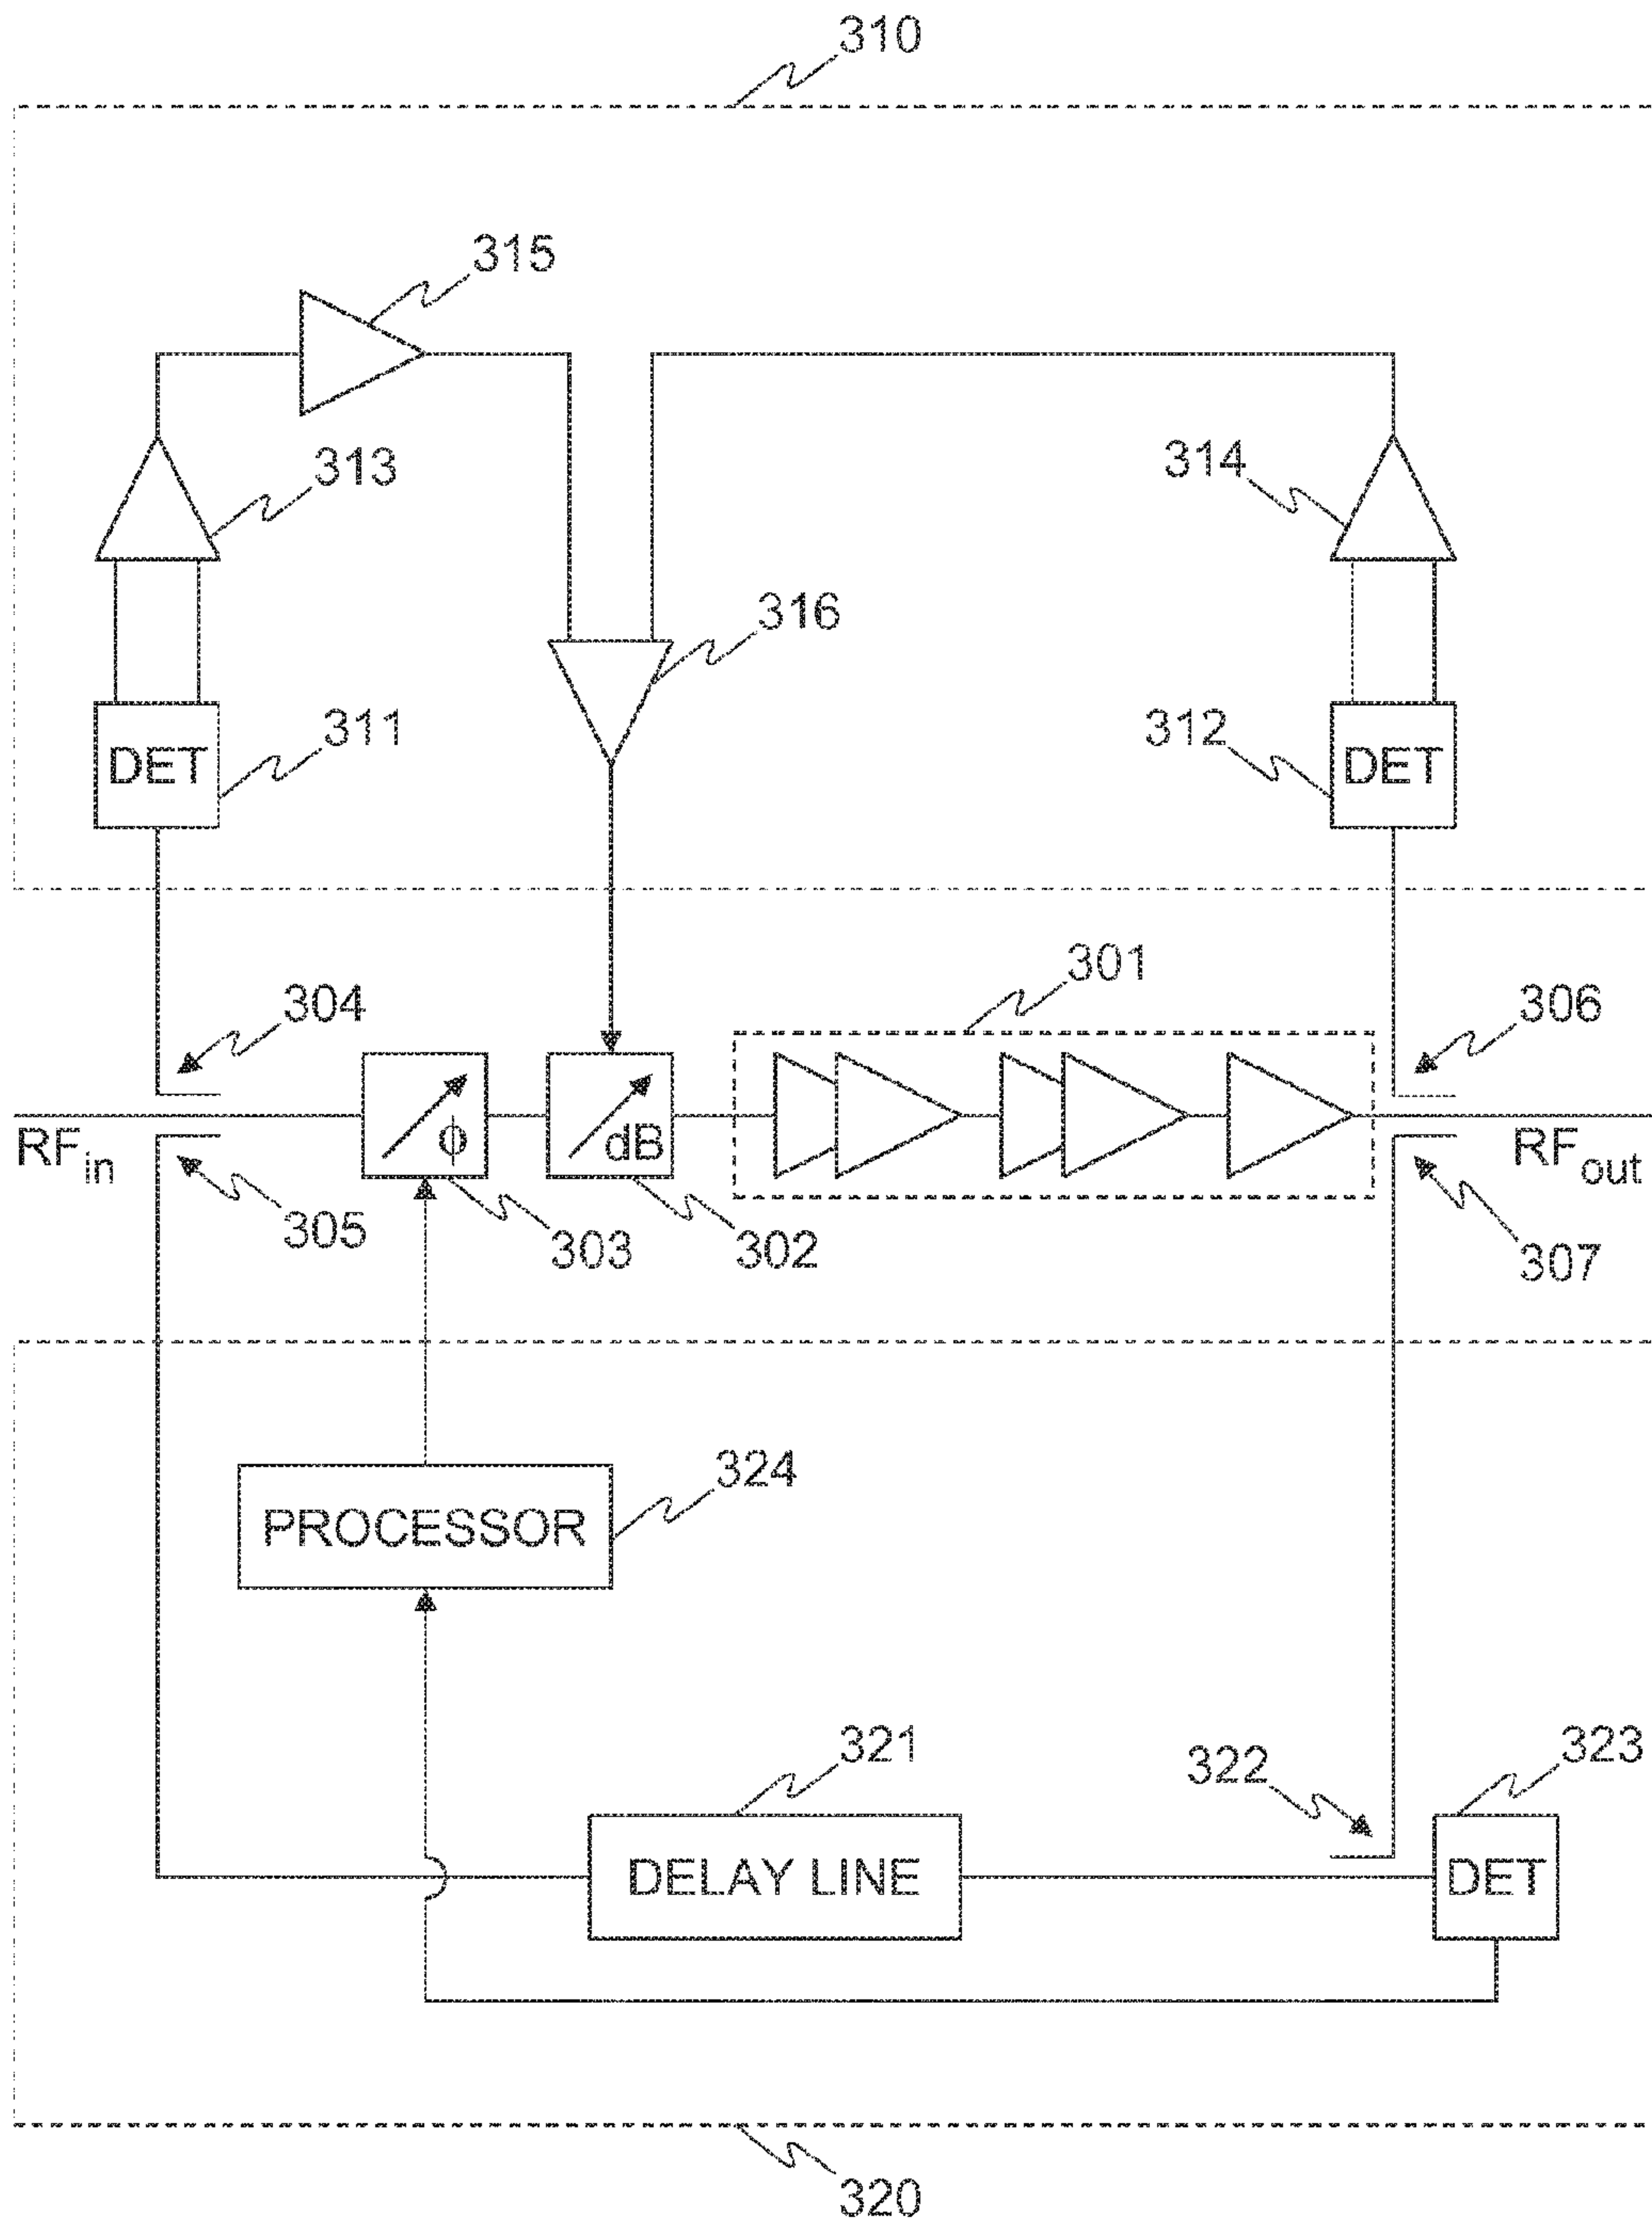 310
315
313
314
316
311
DET
312
DET
301
304
306
RFin
ϕ
dB
RFout
305
303
302
307
324
PROCESSOR
321
322
323
DELAY LINE
DET
320